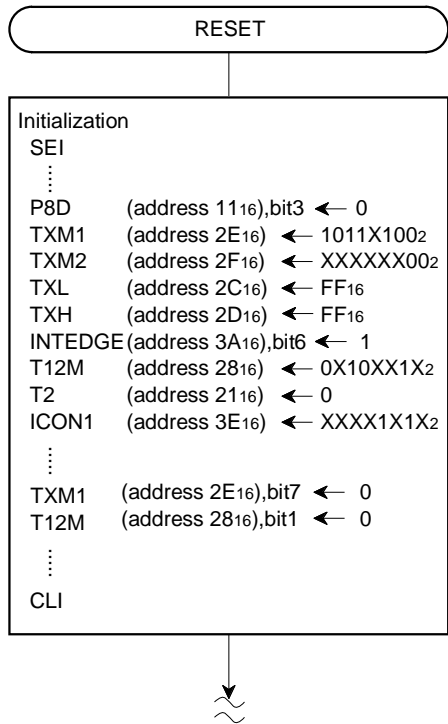 RESET
Initialization
SEI
P8D (address 11₁₆),bit3 ← 0
TXM1 (address 2E₁₆) ← 1011X100₂
TXM2 (address 2F₁₆) ← XXXXXX00₂
TXL (address 2C₁₆) ← FF₁₆
TXH (address 2D₁₆) ← FF₁₆
INTEDGE (address 3A₁₆),bit6 ← 1
T12M (address 28₁₆) ← 0X10XX1X₂
T2 (address 21₁₆) ← 0
ICON1 (address 3E₁₆) ← XXXX1X1X₂
TXM1 (address 2E₁₆),bit7 ← 0
T12M (address 28₁₆),bit1 ← 0
CLI